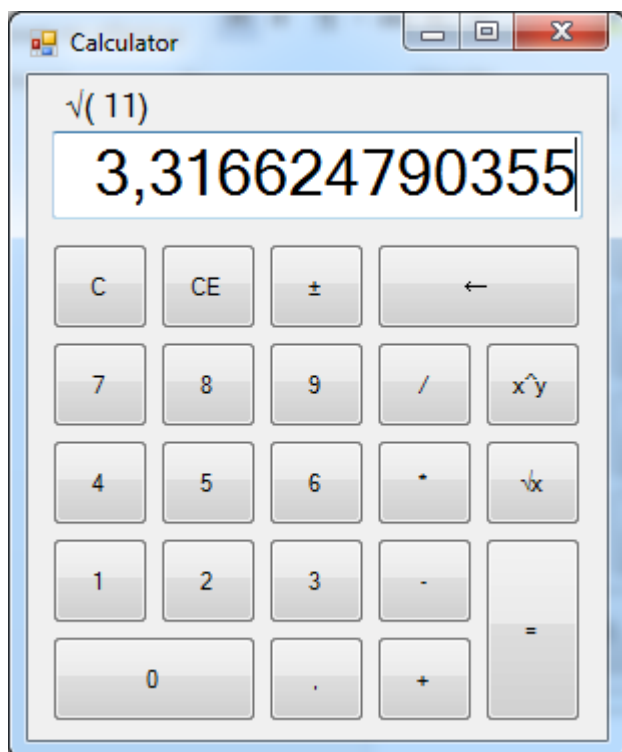 Calculator
√( 11)
3,316624790355
C CE ± ←
7 8 9 / x^y
4 5 6 * √x
1 2 3 -
=
0 . +